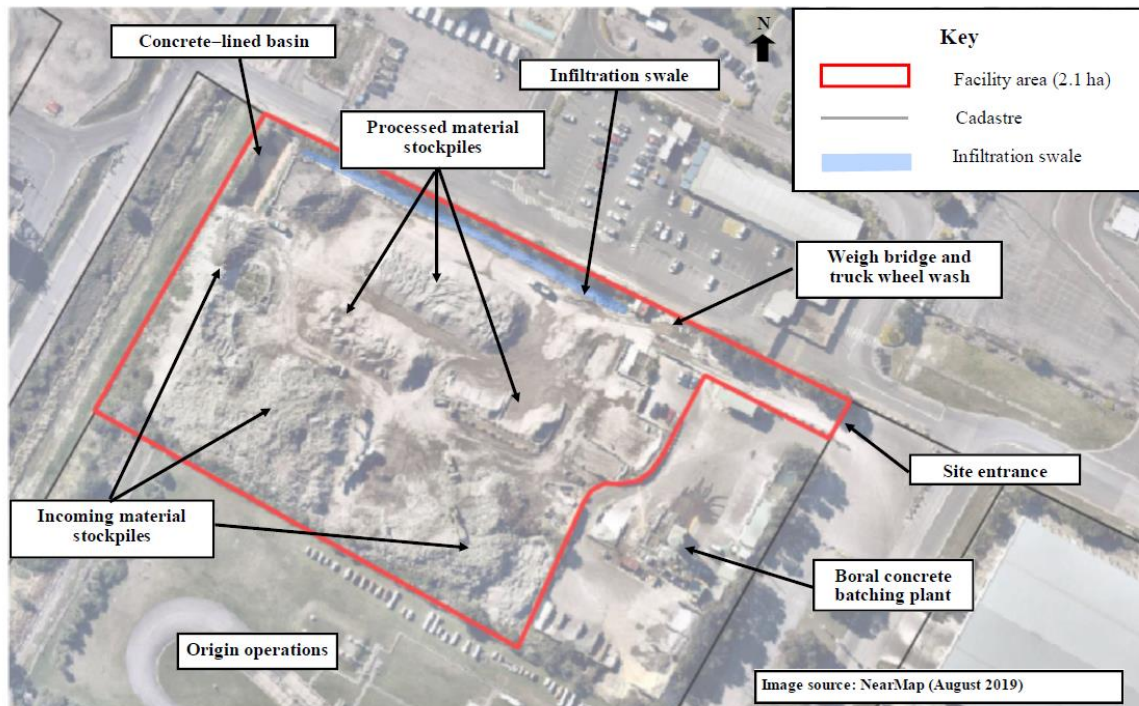 Concrete–lined basin
N
Key
Infiltration swale
Facility area (2.1 ha)
Processed material
stockpiles
Cadastre
Infiltration swale
Weigh bridge and
truck wheel wash
Site entrance
Incoming material
stockpiles
Boral concrete
batching plant
Origin operations
Image source: NearMap (August 2019)